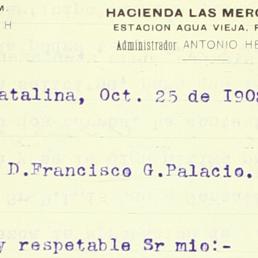 M.
H
HACIENDA LAS MERC
ESTACION AGUA VIEJA, F
Administrador ANTONIO HE
atalina, Oct. 25 de 190
D.Francisco G.Palacio.
y respetable Sr mio:-